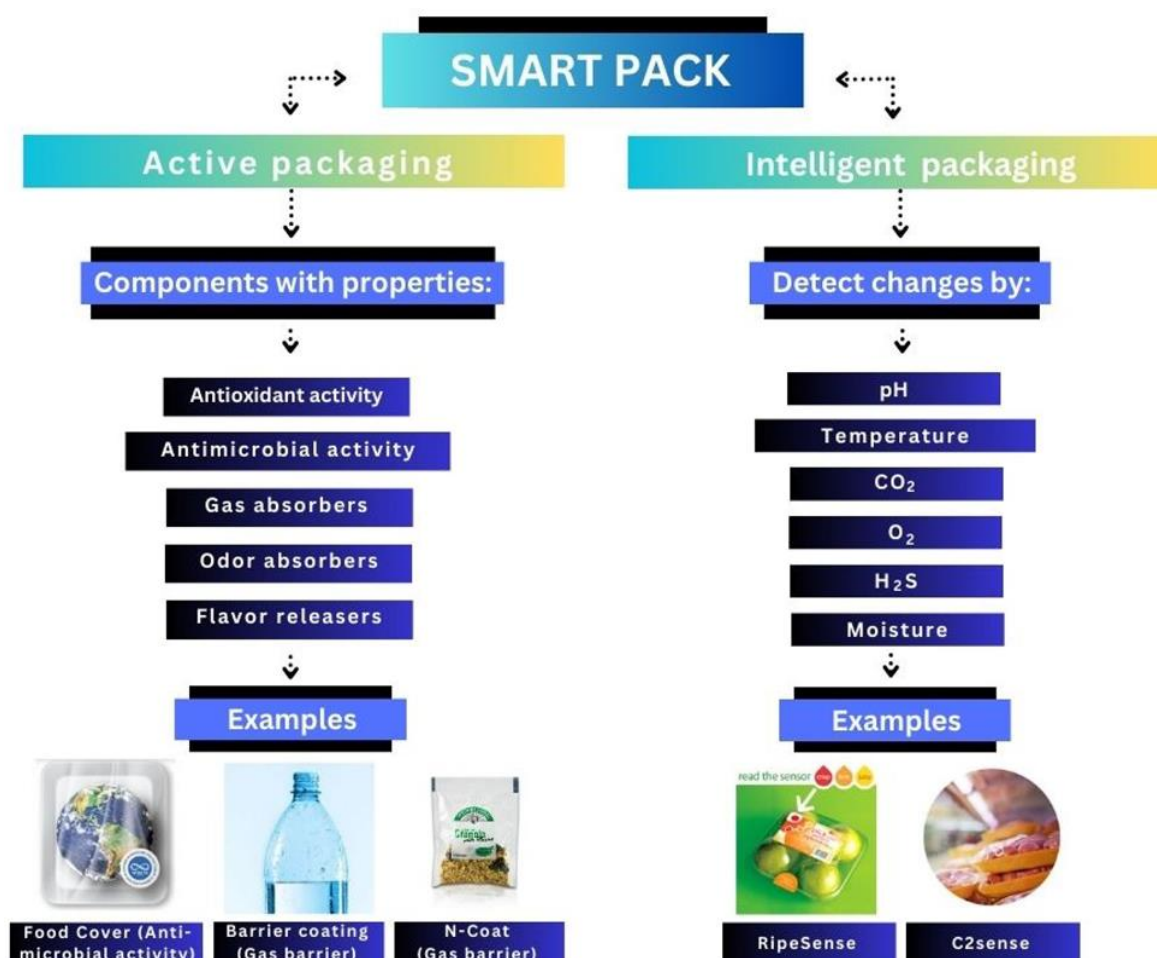 SMART PACK
Active packaging
Intelligent packaging
Components with properties:
Detect changes by:
Antioxidant activity
Antimicrobial activity
Gas absorbers
Odor absorbers
Flavor releasers
pH
Temperature
CO₂
O₂
H₂S
Moisture
Examples
Examples
read the sensor
Food Cover (Anti-
microbial activity)
Barrier coating
(Gas barrier)
N-Coat
(Gas barrier)
RipeSense
C2sense